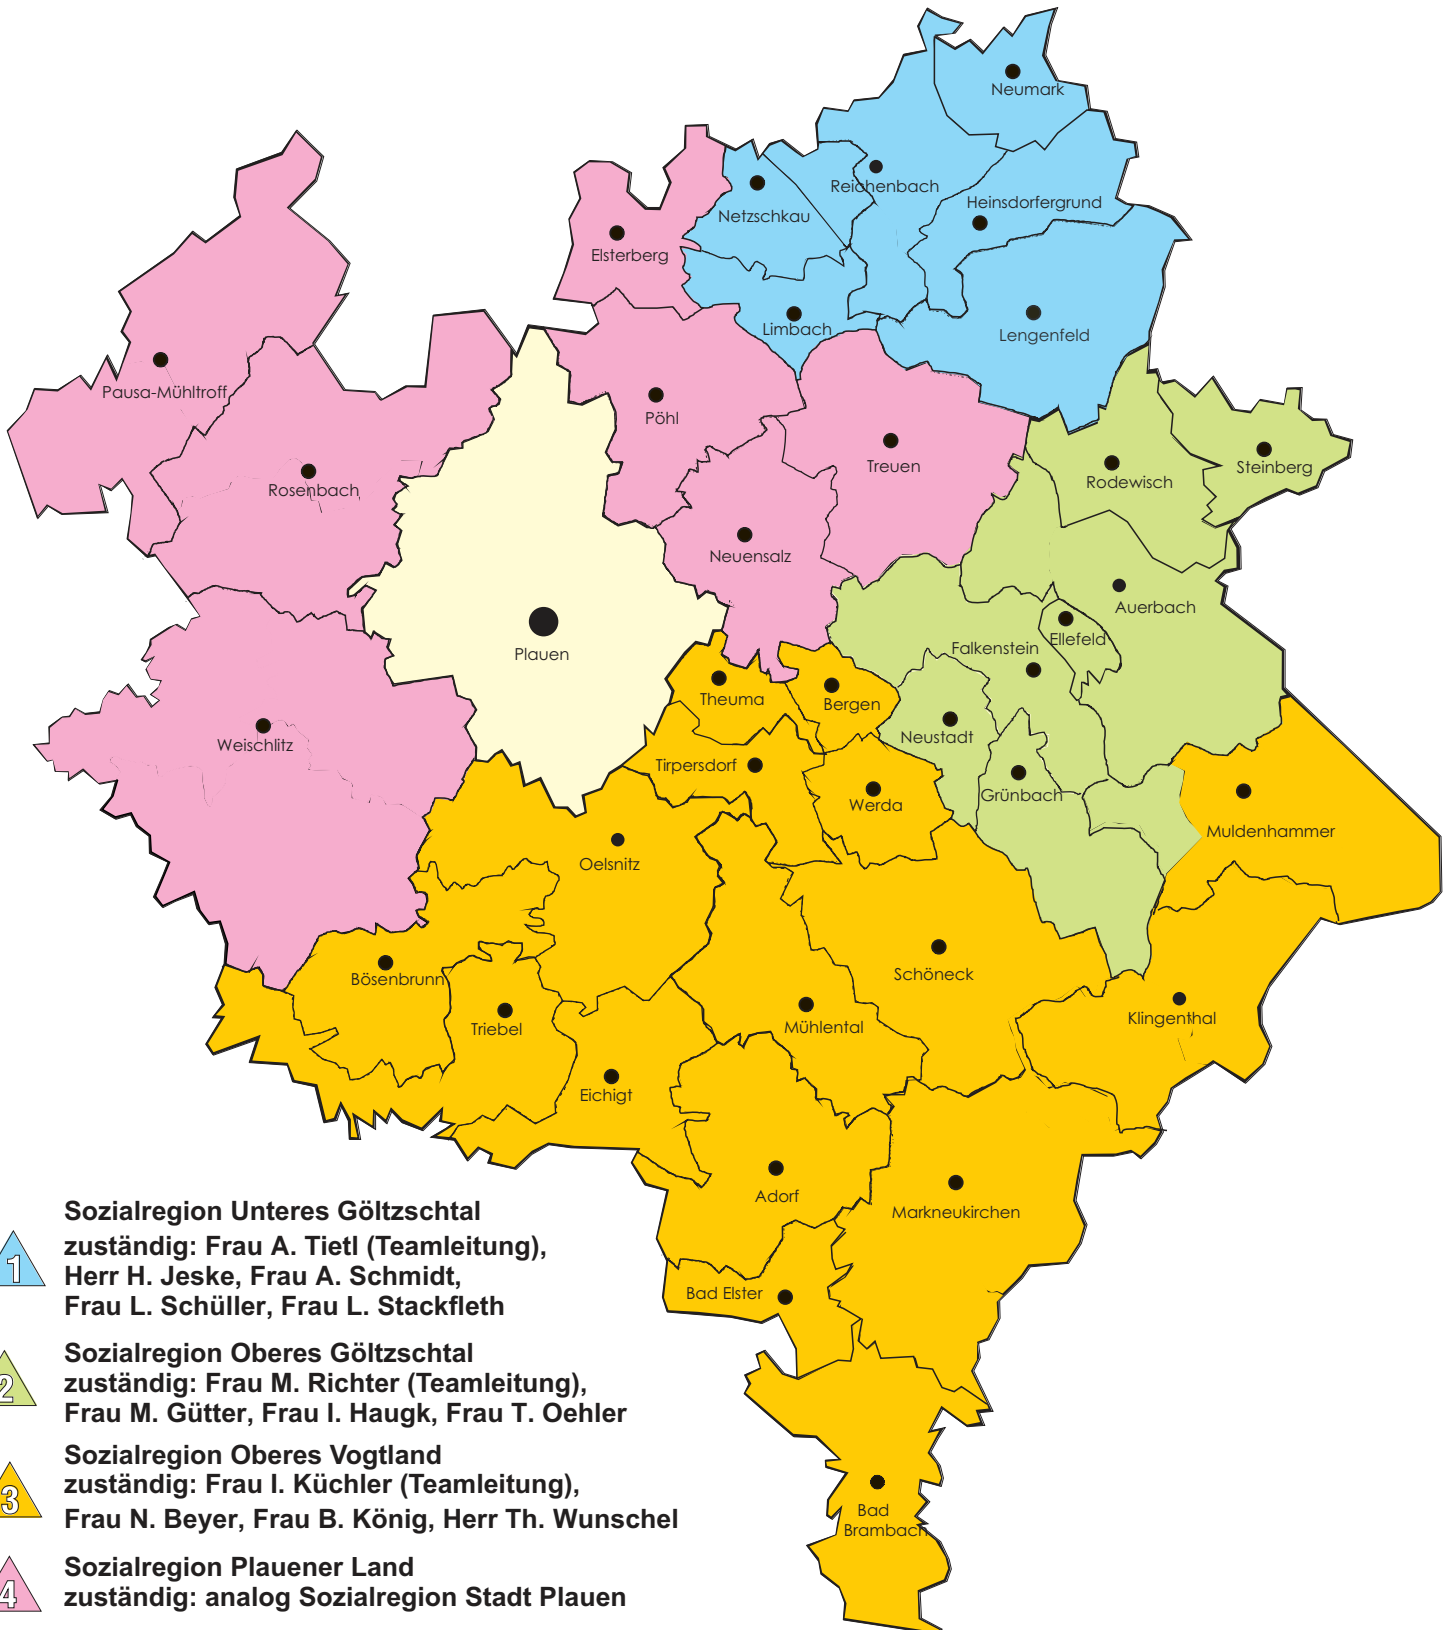 Neumark
Reichenbach
Heinsdorfergrund
Netzschkau
Elsterberg
Limbach
Lengenfeld
Pausa-Mühltroff
Pöhl
Treuen
Steinberg
Rodewisch
Rosenbach
Neuensalz
Auerbach
Ellefeld
Falkenstein
Plauen
Theuma
Bergen
Neustadt
Weischlitz
Tirpersdorf
Grünbach
Werda
Muldenhammer
Oelsnitz
Schöneck
Bösenbrunn
Klingenthal
Triebel
Mühlental
Eichigt
Adorf
Markneukirchen
Bad Elster
Bad
Brambach
Sozialregion Unteres Göltzschtal
1
zuständig: Frau A. Tietl (Teamleitung),
Herr H. Jeske, Frau A. Schmidt,
Frau L. Schüller, Frau L. Stackfleth
Sozialregion Oberes Göltzschtal
2
zuständig: Frau M. Richter (Teamleitung),
Frau M. Gütter, Frau I. Haugk, Frau T. Oehler
Sozialregion Oberes Vogtland
3
zuständig: Frau I. Küchler (Teamleitung),
Frau N. Beyer, Frau B. König, Herr Th. Wunschel
Sozialregion Plauener Land
4
zuständig: analog Sozialregion Stadt Plauen